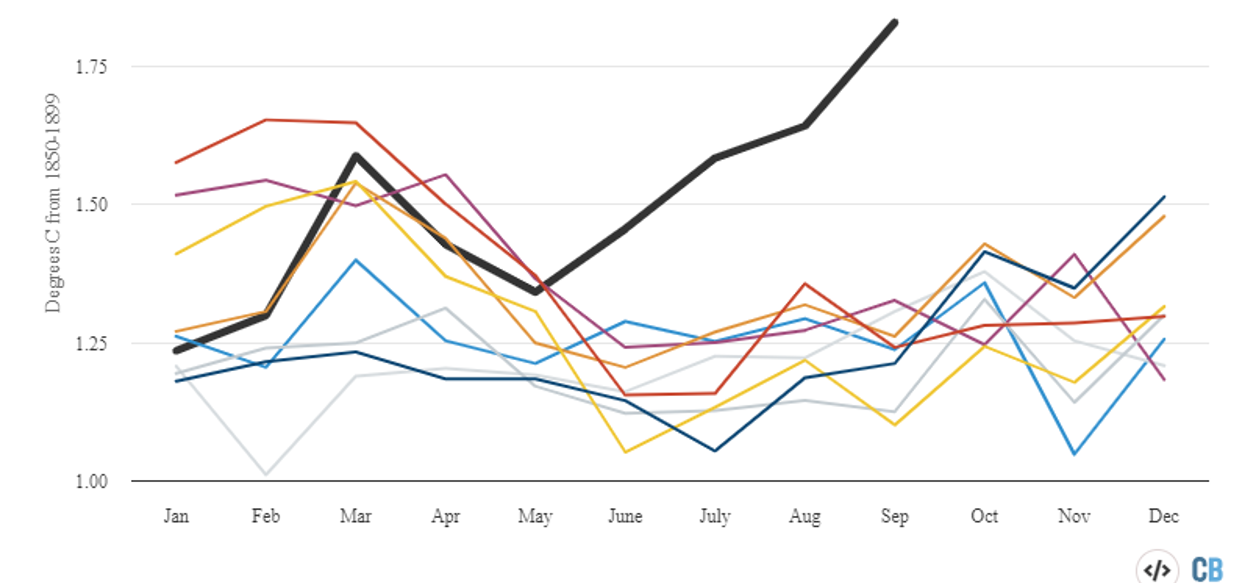 1.75
Degrees C from 1850-1899
1.50
1.25
1.00
Jan Feb Mar Apr May June July Aug Sep Oct Nov Dec
</> CB